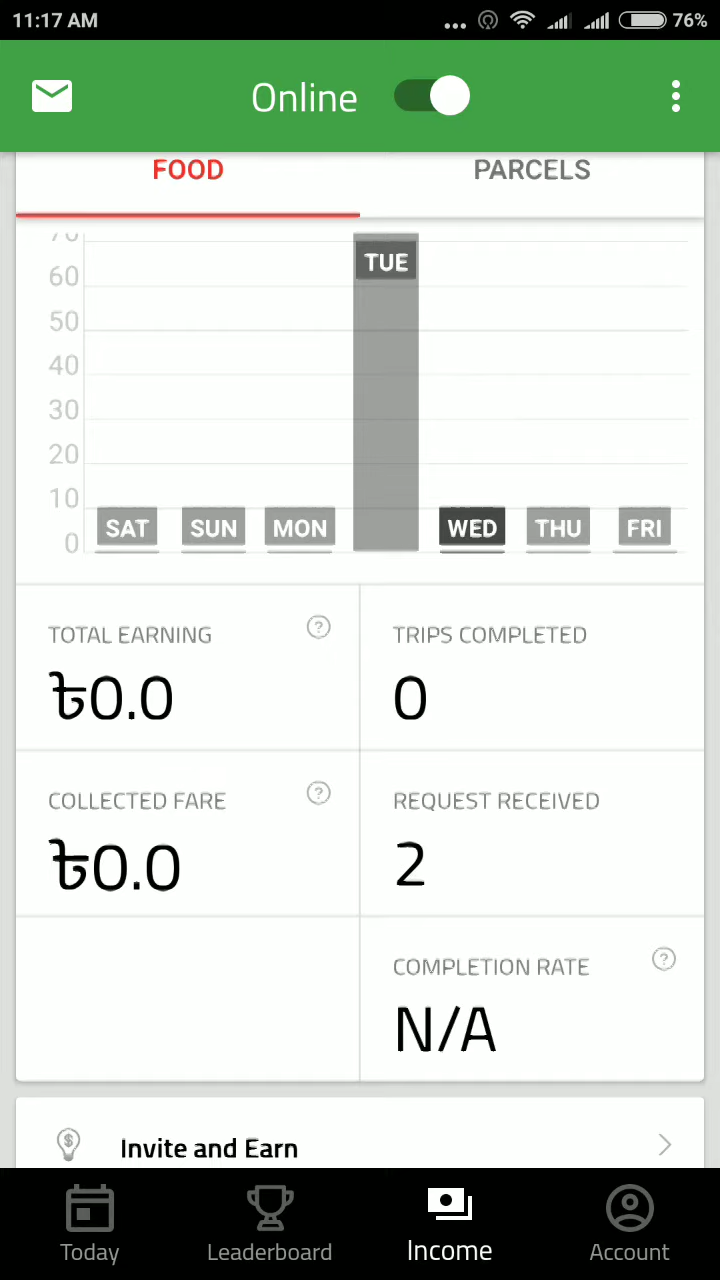 11:17 AM 76%
Online
FOOD PARCELS
70
60
50
40
30
20
10
0
TUE
SAT SUN MON WED THU FRI
TOTAL EARNING
৳0.0
TRIPS COMPLETED
0
COLLECTED FARE
৳0.0
REQUEST RECEIVED
2
COMPLETION RATE
N/A
Invite and Earn
Today Leaderboard Income Account